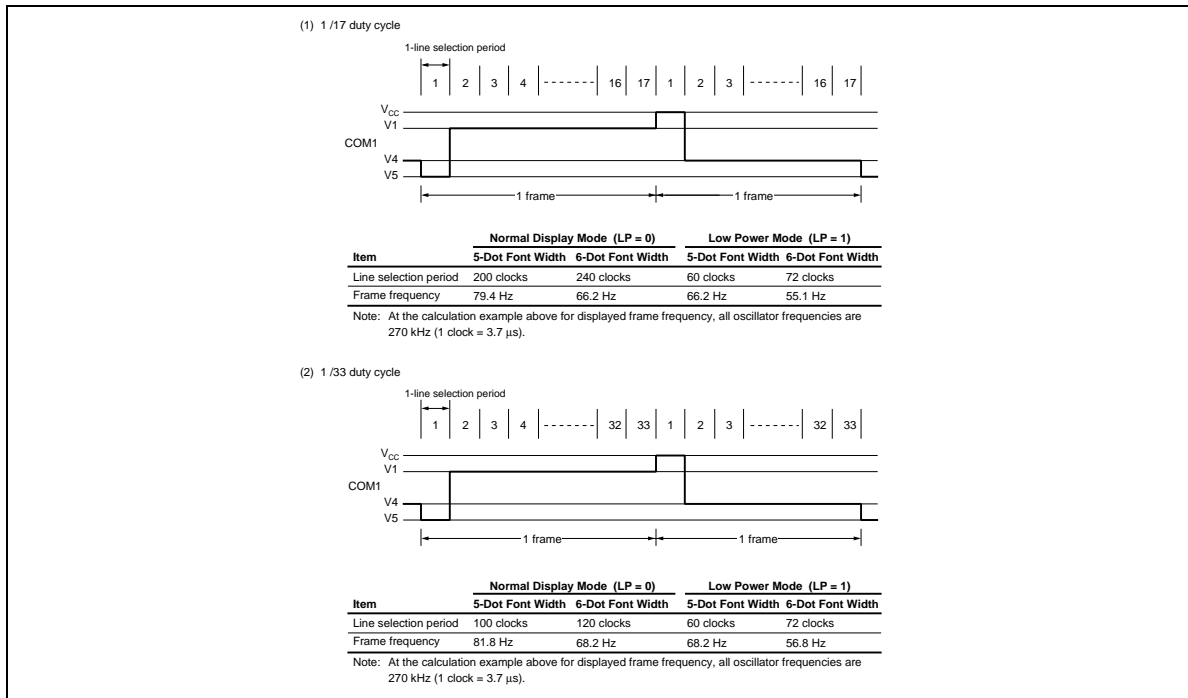 (1) 1 /17 duty cycle
1-line selection period
1 2 3 4 16 17 1 2 3 16 17
VCC
V1
COM1
V4
V5
1 frame 1 frame
Normal Display Mode (LP = 0) Low Power Mode (LP = 1)
Item 5-Dot Font Width 6-Dot Font Width 5-Dot Font Width 6-Dot Font Width
Line selection period 200 clocks 240 clocks 60 clocks 72 clocks
Frame frequency 79.4 Hz 66.2 Hz 66.2 Hz 55.1 Hz
Note: At the calculation example above for displayed frame frequency, all oscillator frequencies are
270 kHz (1 clock = 3.7 μs).
(2) 1 /33 duty cycle
1-line selection period
1 2 3 4 32 33 1 2 3 32 33
VCC
V1
COM1
V4
V5
1 frame 1 frame
Normal Display Mode (LP = 0) Low Power Mode (LP = 1)
Item 5-Dot Font Width 6-Dot Font Width 5-Dot Font Width 6-Dot Font Width
Line selection period 100 clocks 120 clocks 60 clocks 72 clocks
Frame frequency 81.8 Hz 68.2 Hz 68.2 Hz 56.8 Hz
Note: At the calculation example above for displayed frame frequency, all oscillator frequencies are
270 kHz (1 clock = 3.7 μs).